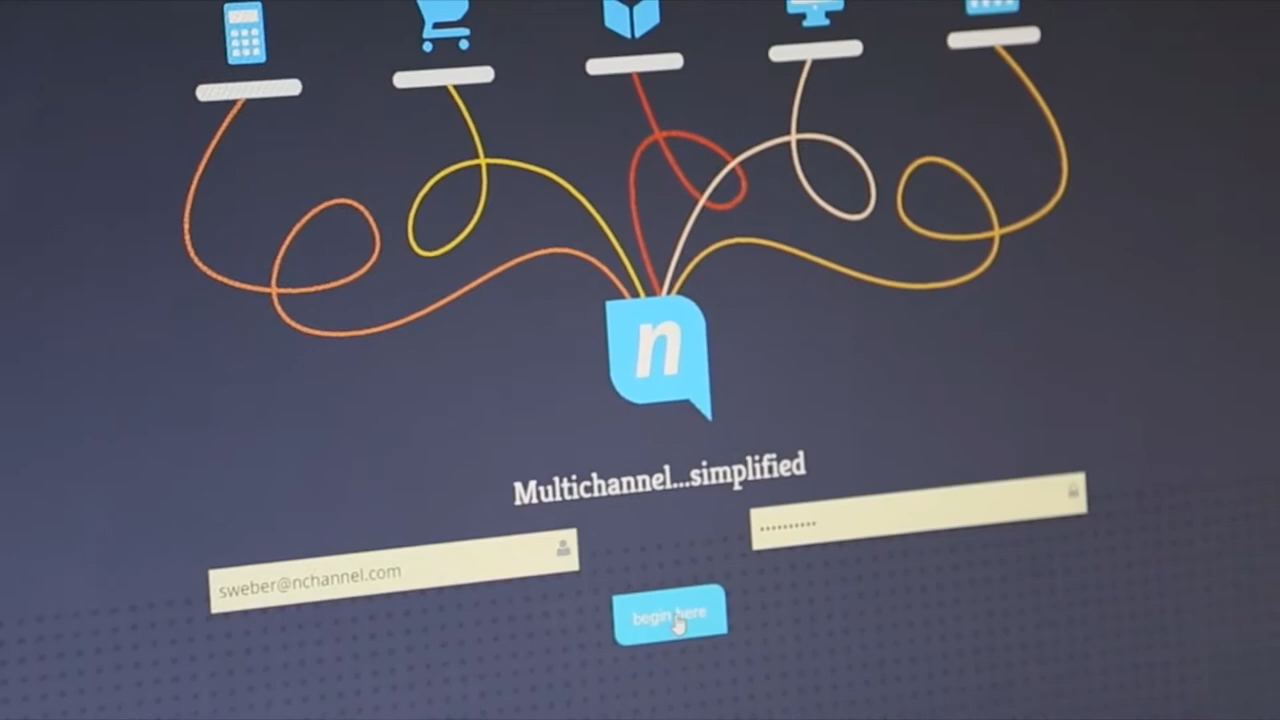 n
Multichannel...simplified
sweber@nchannel.com
••••••••••
begin here